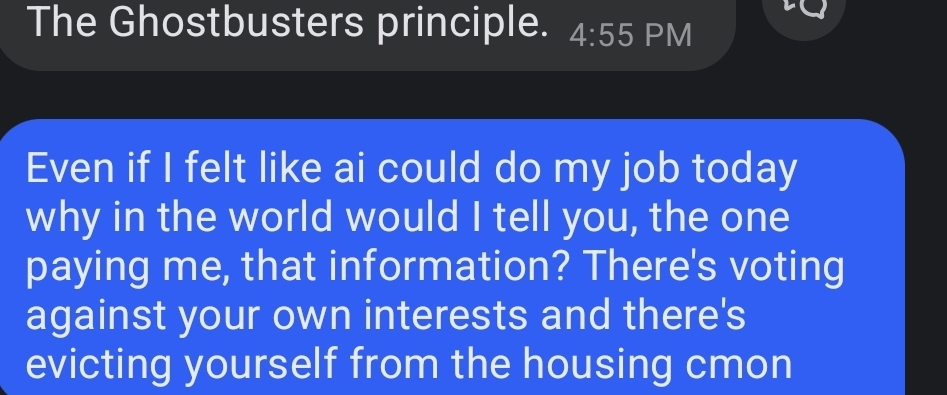 The Ghostbusters principle. 4:55 PM
Even if I felt like ai could do my job today
why in the world would I tell you, the one
paying me, that information? There's voting
against your own interests and there's
evicting yourself from the housing cmon